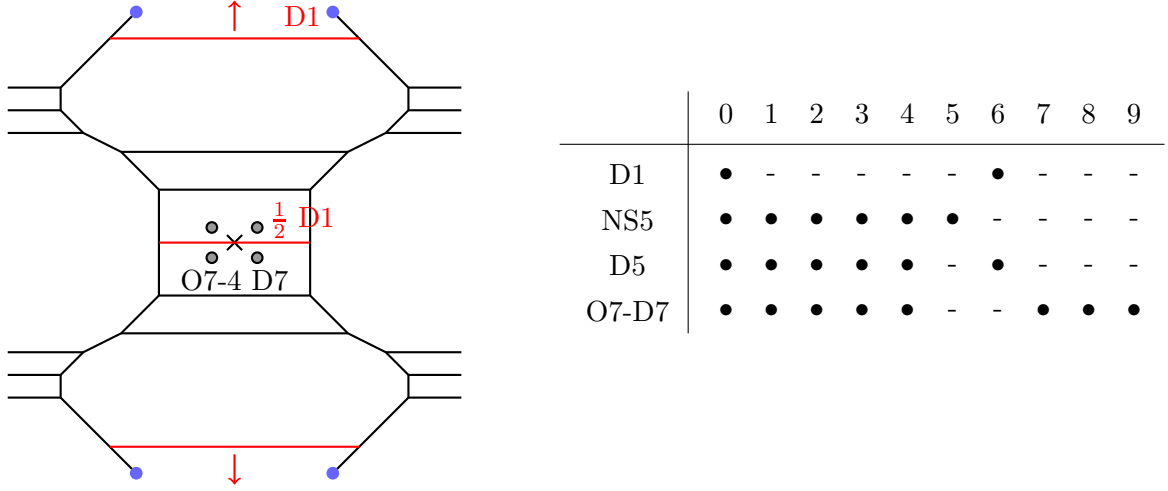 D1
½ D1
O7-4 D7
0 1 2 3 4 5 6 7 8 9
D1 • - - - - - • - - -
NS5 • • • • • • - - - -
D5 • • • • • - • - - -
O7-D7 • • • • • - - • • •